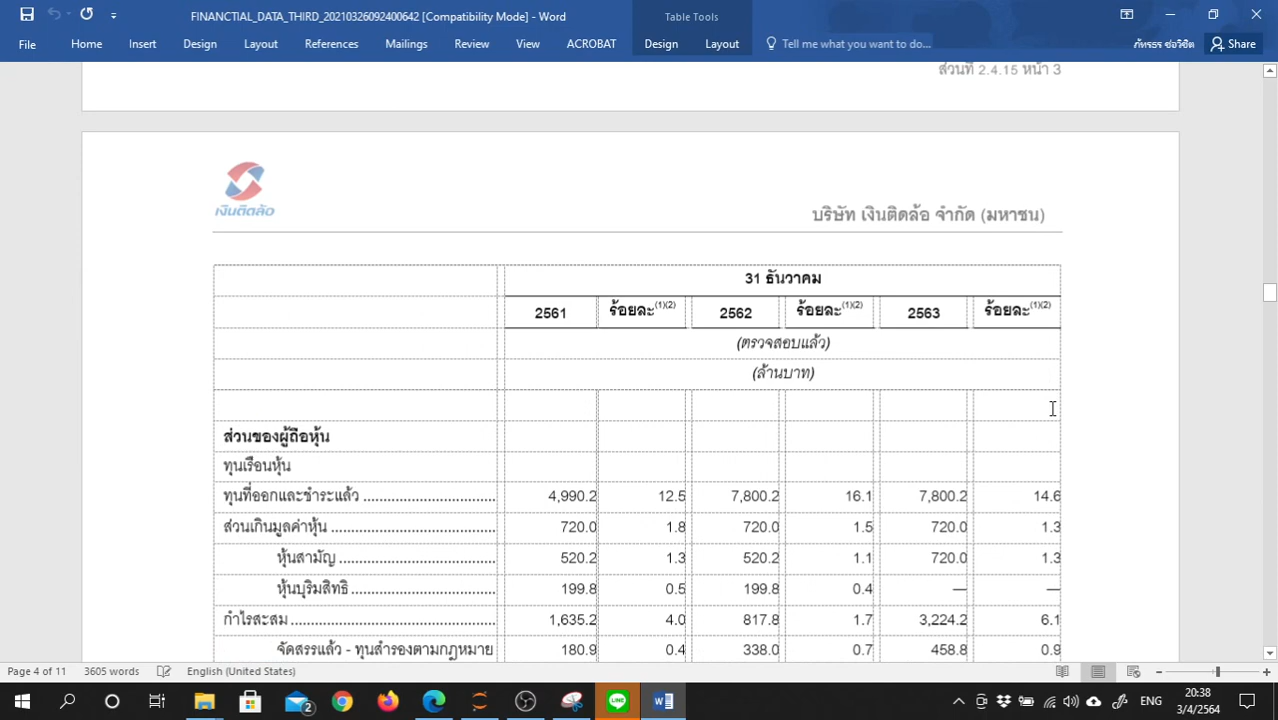 FINANCTIAL_DATA_THIRD_20210326092400642 [Compatibility Mode] - Word
Table Tools
File Home Insert Design Layout References Mailings Review View ACROBAT Design Layout Tell me what you want to do... ภัทรธร ช่อวิชิต Share
ส่วนที่ 2.4.15 หน้า 3
เงินติดล้อ
บริษัท เงินติดล้อ จำกัด (มหาชน)
31 ธันวาคม
2561 ร้อยละ(1)(2) 2562 ร้อยละ(1)(2) 2563 ร้อยละ(1)(2)
(ตรวจสอบแล้ว)
(ล้านบาท)
ส่วนของผู้ถือหุ้น
ทุนเรือนหุ้น
ทุนที่ออกและชำระแล้ว ................................. 4,990.2 12.5 7,800.2 16.1 7,800.2 14.6
ส่วนเกินมูลค่าหุ้น ......................................... 720.0 1.8 720.0 1.5 720.0 1.3
หุ้นสามัญ ........................................ 520.2 1.3 520.2 1.1 720.0 1.3
หุ้นบุริมสิทธิ .................................... 199.8 0.5 199.8 0.4 — —
กำไรสะสม .................................................... 1,635.2 4.0 817.8 1.7 3,224.2 6.1
จัดสรรแล้ว - ทุนสำรองตามกฎหมาย 180.9 0.4 338.0 0.7 458.8 0.9
Page 4 of 11 3605 words English (United States)
2
ENG
20:38
3/4/2564